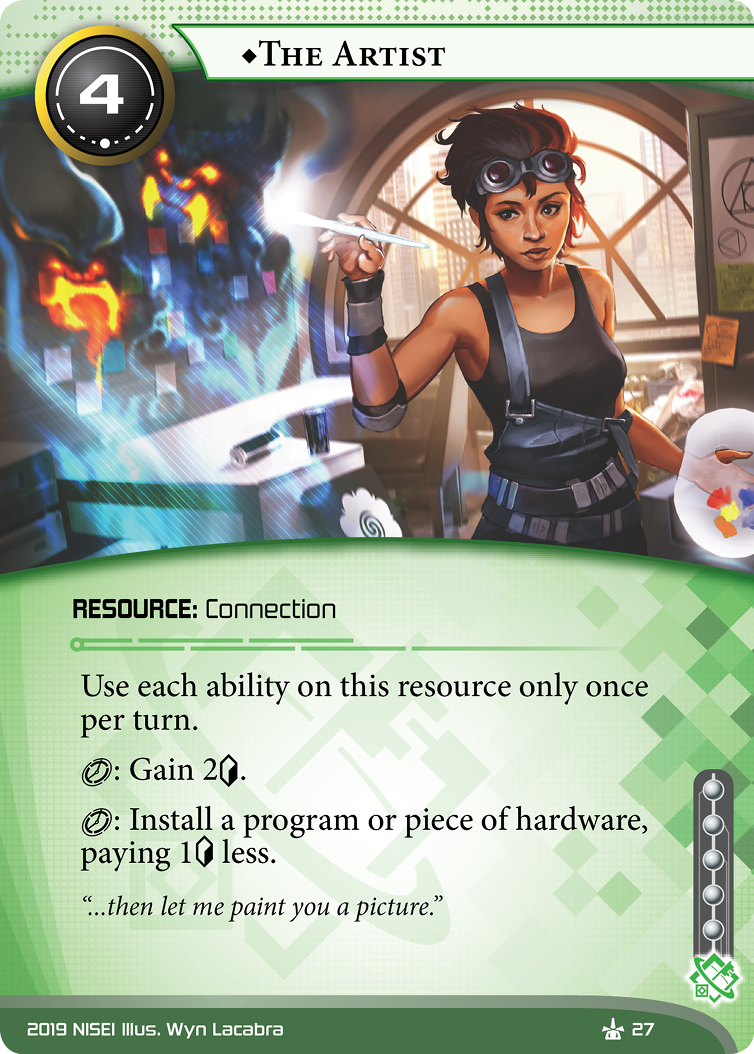 4
◆The Artist
RESOURCE: Connection
Use each ability on this resource only once
per turn.
: Gain 2.
: Install a program or piece of hardware,
paying 1 less.
“...then let me paint you a picture.”
2019 NISEI Illus. Wyn Lacabra
27